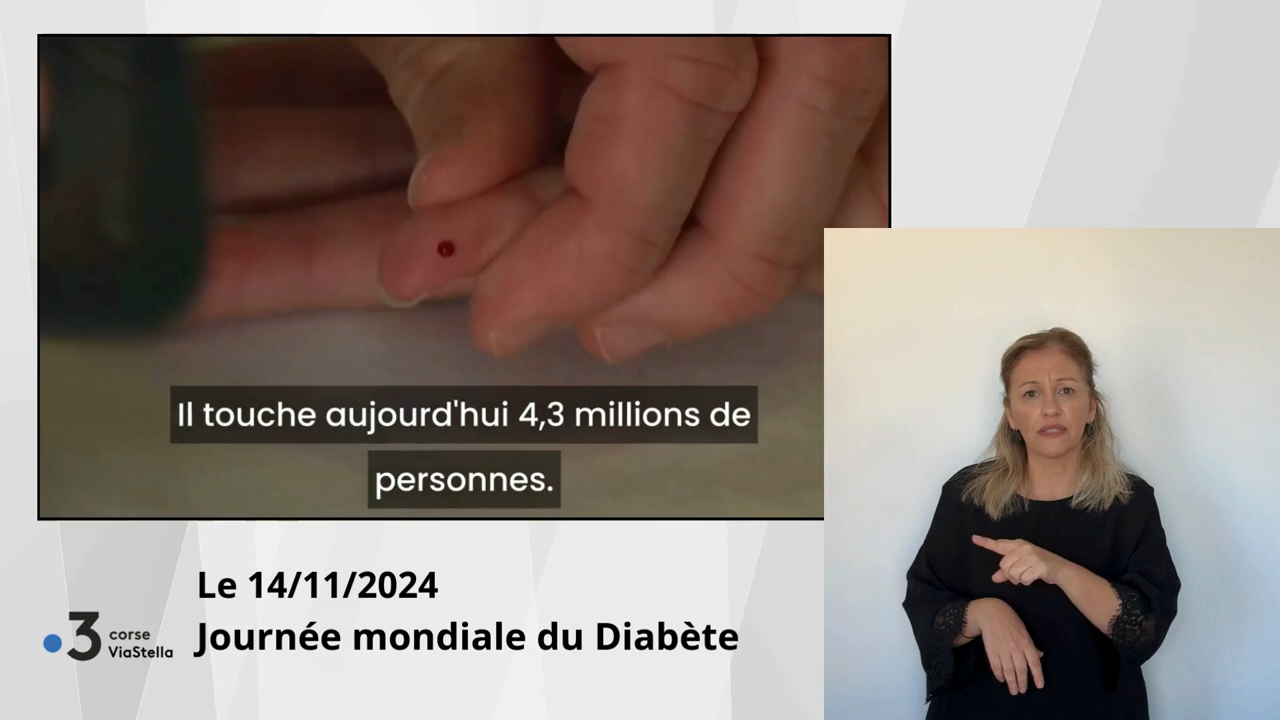 Il touche aujourd'hui 4,3 millions de
personnes.
Le 14/11/2024
Journée mondiale du Diabète
3 corse
ViaStella